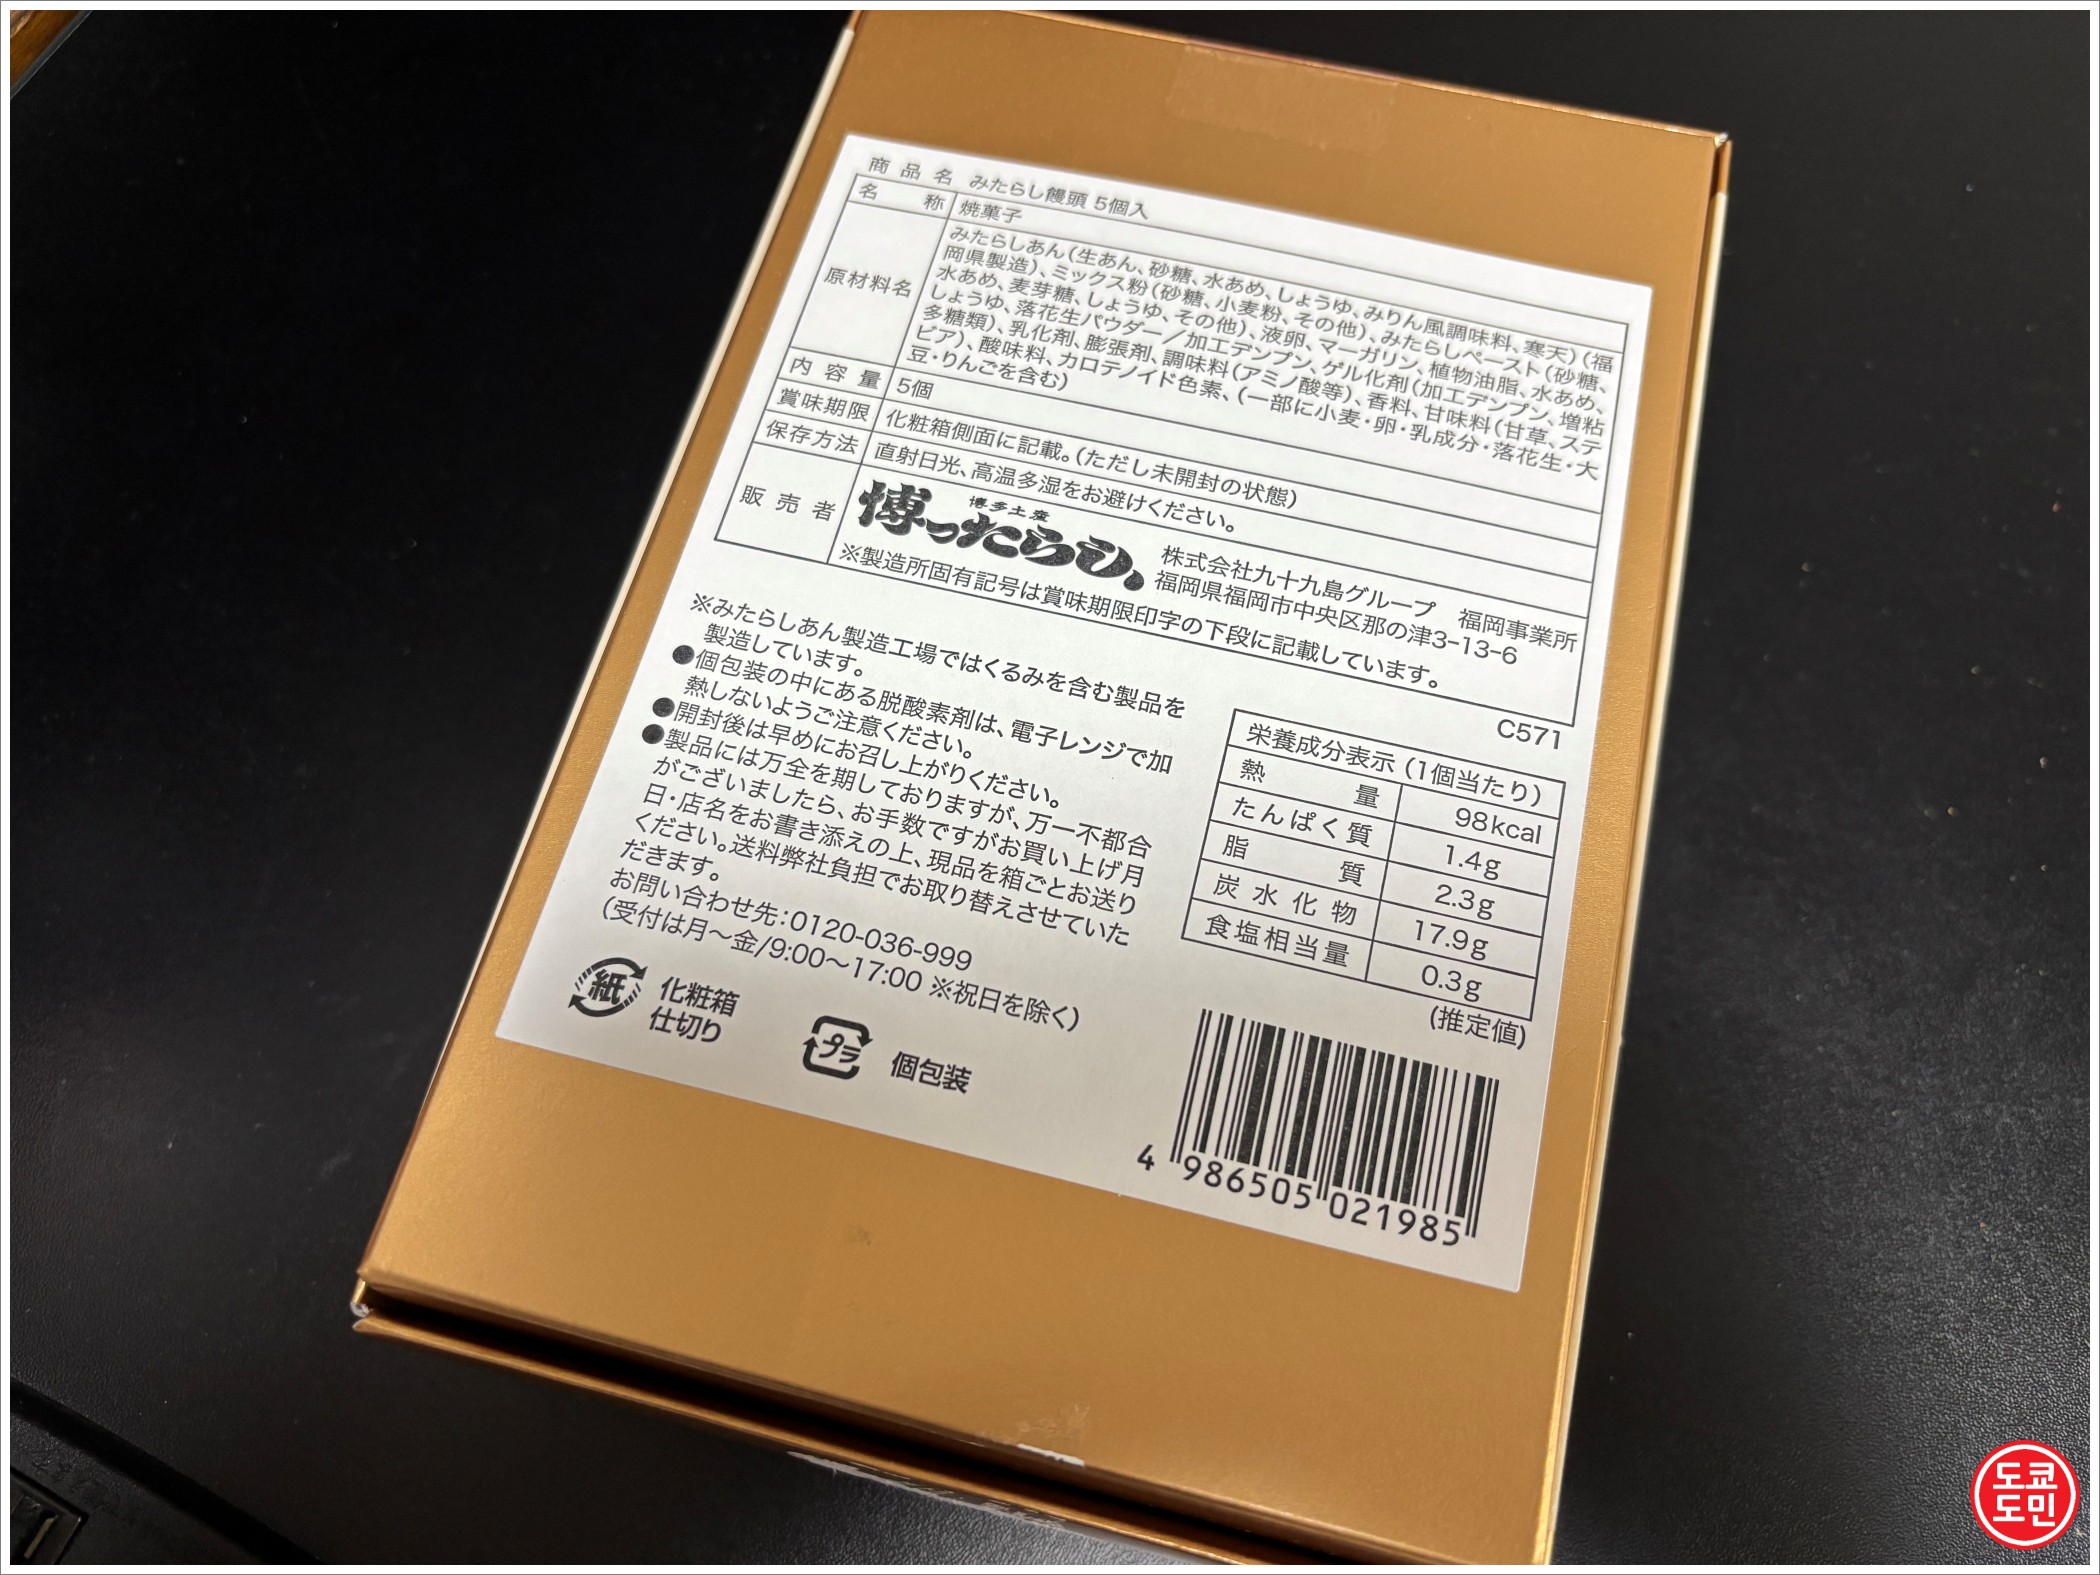 商品名 みたらし饅頭 5個入
名称 焼菓子
原材料名 みたらしあん(生あん、砂糖、水あめ、しょうゆ、みりん風調味料、寒天)(福
岡県製造)、ミックス粉(砂糖、小麦粉、その他)、みたらしペースト(砂糖、
水あめ、麦芽糖、しょうゆ、その他)、液卵、マーガリン、植物油脂、水あめ、
しょうゆ、落花生パウダー／加工デンプン、ゲル化剤(加工デンプン、増粘
多糖類)、乳化剤、膨張剤、調味料(アミノ酸等)、香料、甘味料(甘草、ステ
ビア)、酸味料、カロテノイド色素、(一部に小麦・卵・乳成分・落花生・大
豆・りんごを含む)
内容量 5個
賞味期限 化粧箱側面に記載。(ただし未開封の状態)
保存方法 直射日光、高温多湿をお避けください。
販売者 博多土産 博ったらし、
株式会社九十九島グループ 福岡事業所
福岡県福岡市中央区那の津3-13-6
※製造所固有記号は賞味期限印字の下段に記載しています。
C571
※みたらしあん製造工場ではくるみを含む製品を
製造しています。
●個包装の中にある脱酸素剤は、電子レンジで加
熱しないようご注意ください。
●開封後は早めにお召し上がりください。
●製品には万全を期しておりますが、万一不都合
がございましたら、お手数ですがお買い上げ月
日・店名をお書き添えの上、現品を箱ごとお送り
ください。送料弊社負担でお取り替えさせていた
だきます。
お問い合わせ先：0120-036-999
(受付は月〜金/9:00〜17:00 ※祝日を除く)
栄養成分表示 (1個当たり)
熱量 98kcal
たんぱく質 1.4g
脂質 2.3g
炭水化物 17.9g
食塩相当量 0.3g
(推定値)
紙 化粧箱
仕切り
プラ 個包装
4 986505 021985
도쿄
도민